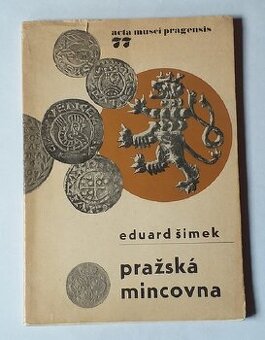 acta musei pragensis
77
eduard šimek
pražská
mincovna